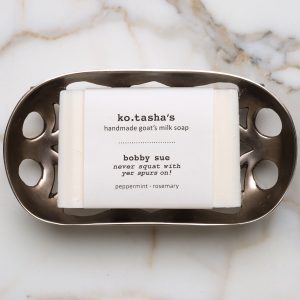 ko.tasha's
handmade goat's milk soap
bobby sue
never squat with
yer spurs on!
peppermint - rosemary